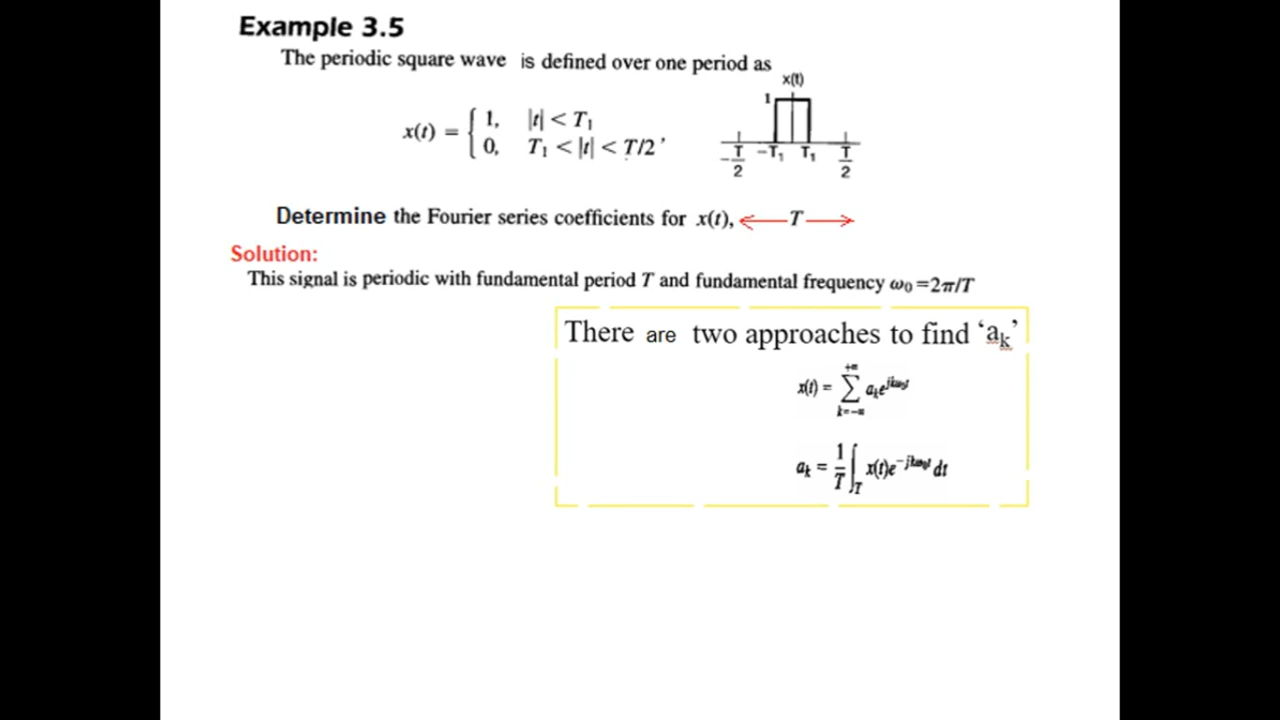 Example 3.5
The periodic square wave is defined over one period as
x(t)
1
x(t) = { 1, |t| < T₁
0, T₁ < |t| < T/2 ,
-T/2 -T₁ T₁ T/2
Determine the Fourier series coefficients for x(t), T
Solution:
This signal is periodic with fundamental period T and fundamental frequency ω₀=2π/T
There are two approaches to find ‘aₖ’
x(t) = ∑ aₖe^{jkω₀t}
+∞
k=-∞
aₖ = 1/T ∫_T x(t)e^{-jkω₀t} dt